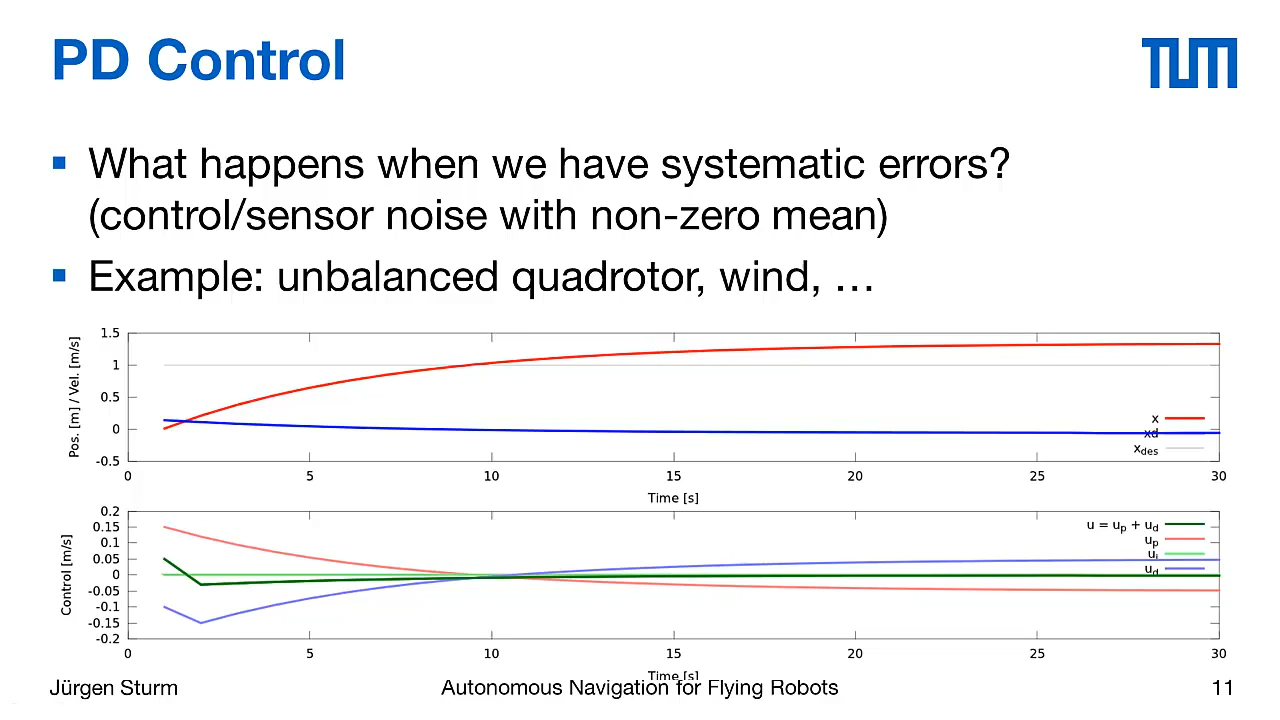 PD Control
TUM
What happens when we have systematic errors?
(control/sensor noise with non-zero mean)
Example: unbalanced quadrotor, wind, …
Pos. [m] / Vel. [m/s]
1.5
1
0.5
0
-0.5
x
xd
x_des
0 5 10 15 20 25 30
Time [s]
Control [m/s]
0.2
0.15
0.1
0.05
0
-0.05
-0.1
-0.15
-0.2
u = u_p + u_d
u_p
u_i
u_d
0 5 10 15 20 25 30
Time [s]
Jürgen Sturm
Autonomous Navigation for Flying Robots
11